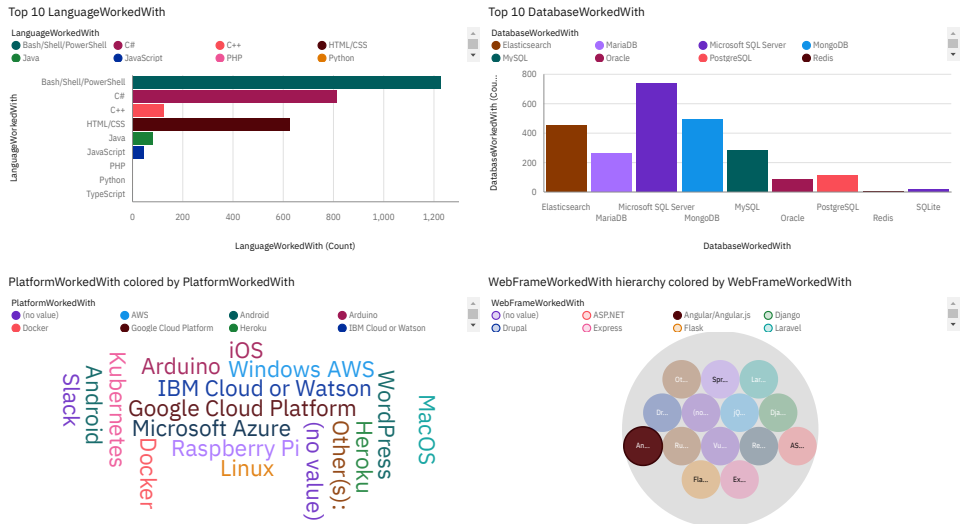 Top 10 LanguageWorkedWith
LanguageWorkedWith
Bash/Shell/PowerShell C# C++ HTML/CSS
Java JavaScript PHP Python
LanguageWorkedWith
Bash/Shell/PowerShell
C#
C++
HTML/CSS
Java
JavaScript
PHP
Python
TypeScript
0 200 400 600 800 1,000 1,200
LanguageWorkedWith (Count)
Top 10 DatabaseWorkedWith
DatabaseWorkedWith
Elasticsearch MariaDB Microsoft SQL Server MongoDB
MySQL Oracle PostgreSQL Redis
DatabaseWorkedWith (Cou...
800
600
400
200
0
Elasticsearch Microsoft SQL Server MySQL PostgreSQL SQLite
MariaDB MongoDB Oracle Redis
DatabaseWorkedWith
PlatformWorkedWith colored by PlatformWorkedWith
PlatformWorkedWith
(no value) AWS Android Arduino
Docker Google Cloud Platform Heroku IBM Cloud or Watson
iOS
Arduino
Windows
AWS
IBM Cloud or Watson
Google Cloud Platform
Microsoft Azure
Raspberry Pi
Linux
Slack
Android
Kubernetes
Docker
(no value)
Other(s):
Heroku
WordPress
MacOS
WebFrameWorkedWith hierarchy colored by WebFrameWorkedWith
WebFrameWorkedWith
(no value) ASP.NET Angular/Angular.js Django
Drupal Express Flask Laravel
Ot... Spr... Lar...
Dr... (no... jQ... Dja...
An... Ru... Vu... Re... AS...
Fla... Ex...